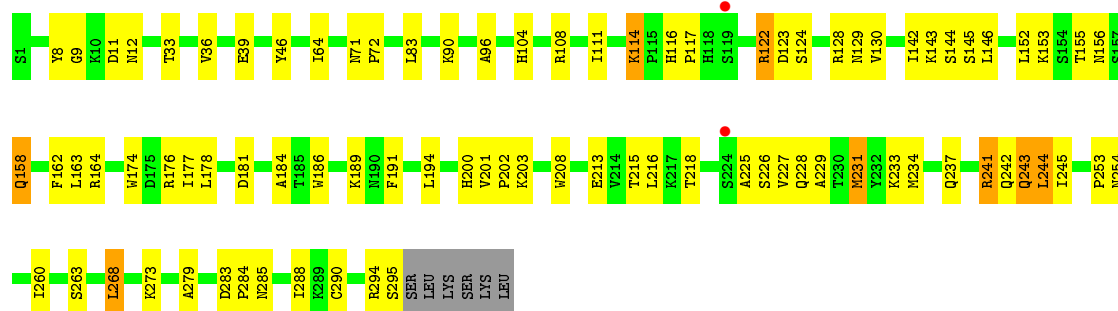 S1 Y8 G9 K10 D11 N12 T33 V36 E39 Y46 I64 N71 P72 L83 K90 A96 H104 R108 I111 K114 P115 H116 P117 H118 S119 R122 D123 S124 R128 N129 V130 I142 K143 S144 S145 L146 L152 K153 S154 T155 N156 S157
Q158 F162 L163 R164 W174 D175 R176 I177 L178 D181 A184 T185 W186 K189 N190 F191 L194 H200 V201 P202 K203 W208 E213 V214 T215 L216 K217 T218 S224 A225 S226 V227 Q228 A229 T230 M231 Y232 K233 M234 Q237 R241 Q242 Q243 L244 I245 P253
I260 S263 L268 K273 A279 D283 P284 N285 I288 K289 C290 R294 S295 SER LEU LYS SER LYS LEU